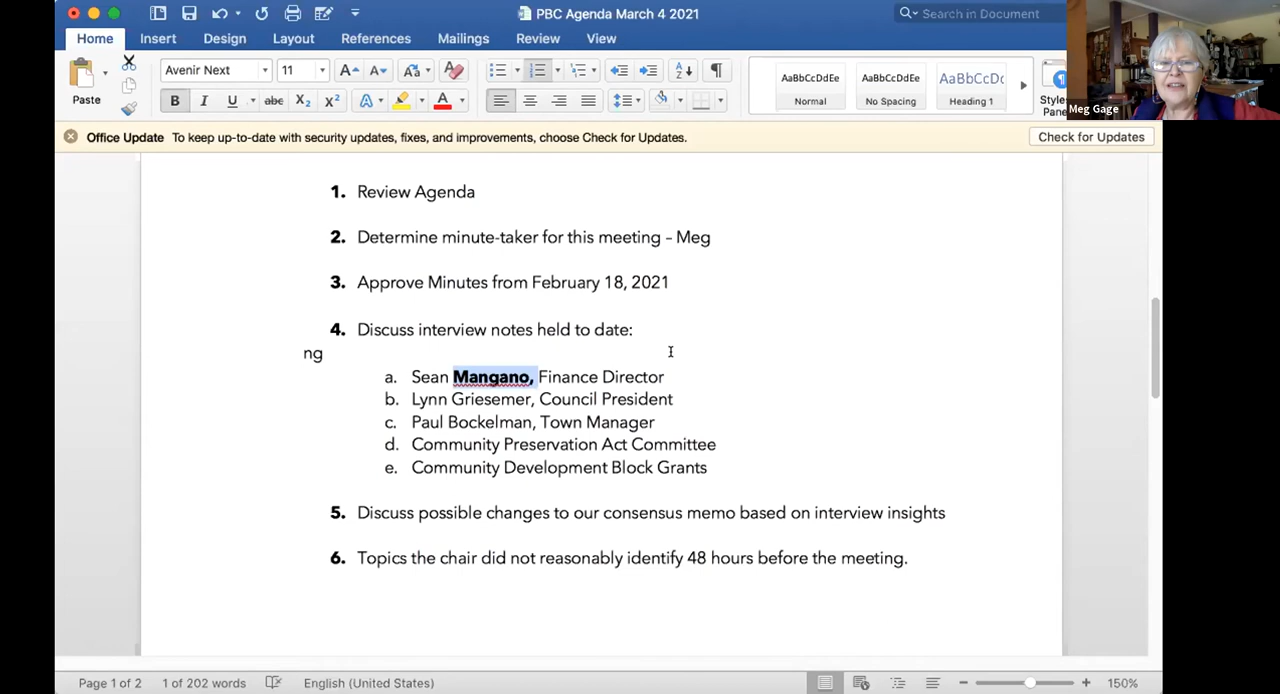 PBC Agenda March 4 2021
Search in Document
Home Insert Design Layout References Mailings Review View
Paste
Avenir Next 11
B I U abc X₂ X²
AaBbCcDdEe AaBbCcDdEe AaBbCcDc
Normal No Spacing Heading 1
Styles
Pane
Meg Gage
Office Update To keep up-to-date with security updates, fixes, and improvements, choose Check for Updates.
Check for Updates
1. Review Agenda
2. Determine minute-taker for this meeting – Meg
3. Approve Minutes from February 18, 2021
4. Discuss interview notes held to date:
ng
a. Sean Mangano, Finance Director
b. Lynn Griesemer, Council President
c. Paul Bockelman, Town Manager
d. Community Preservation Act Committee
e. Community Development Block Grants
5. Discuss possible changes to our consensus memo based on interview insights
6. Topics the chair did not reasonably identify 48 hours before the meeting.
Page 1 of 2 1 of 202 words English (United States) 150%